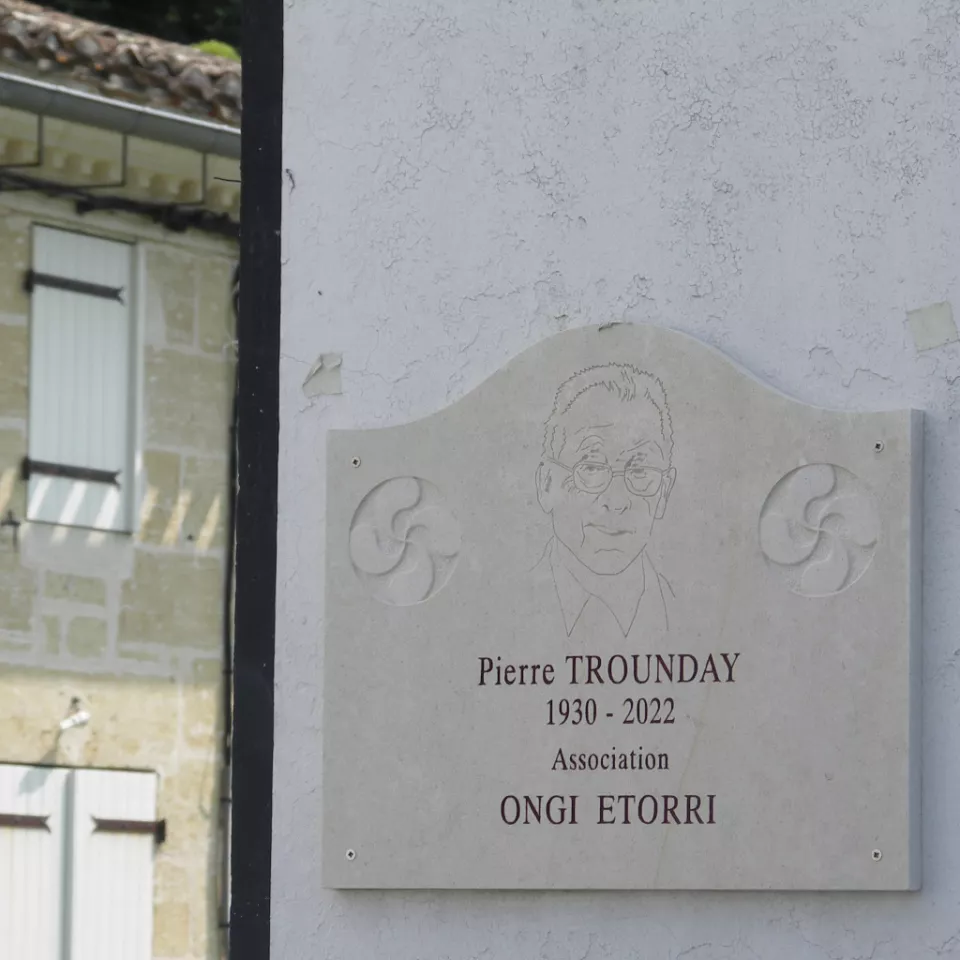 Pierre TROUNDAY
1930 - 2022
Association
ONGI ETORRI